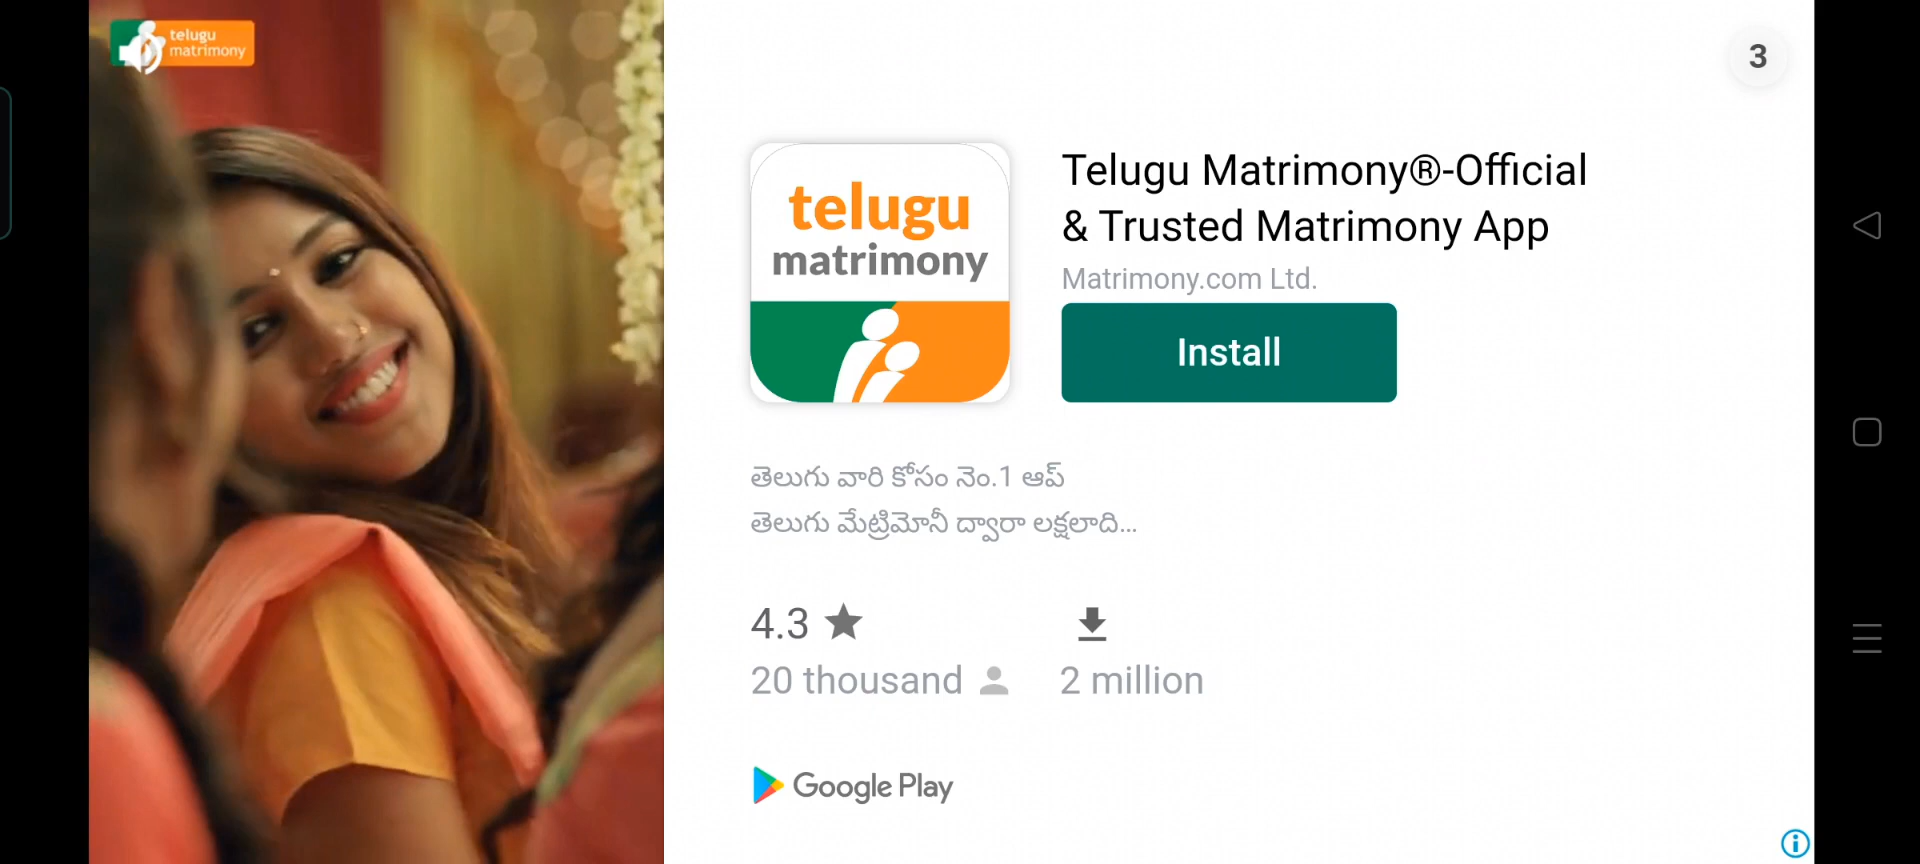 telugu
matrimony
3
telugu
matrimony
Telugu Matrimony®-Official
& Trusted Matrimony App
Matrimony.com Ltd.
Install
తెలుగు వారి కోసం నెం.1 ఆప్
తెలుగు మేట్రిమోనీ ద్వారా లక్షలాది...
4.3
20 thousand
2 million
Google Play